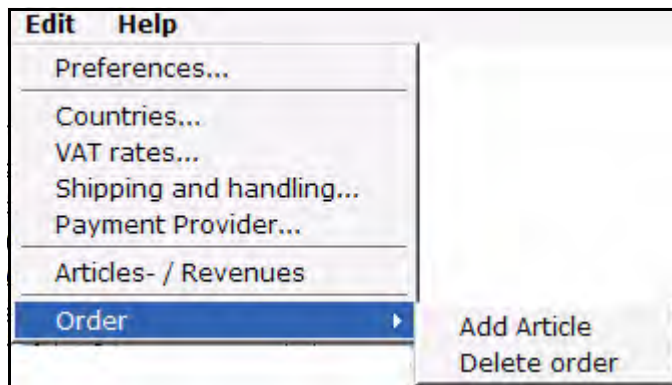 Edit Help
Preferences...
Countries...
VAT rates...
Shipping and handling...
Payment Provider...
Articles- / Revenues
Order
Add Article
Delete order